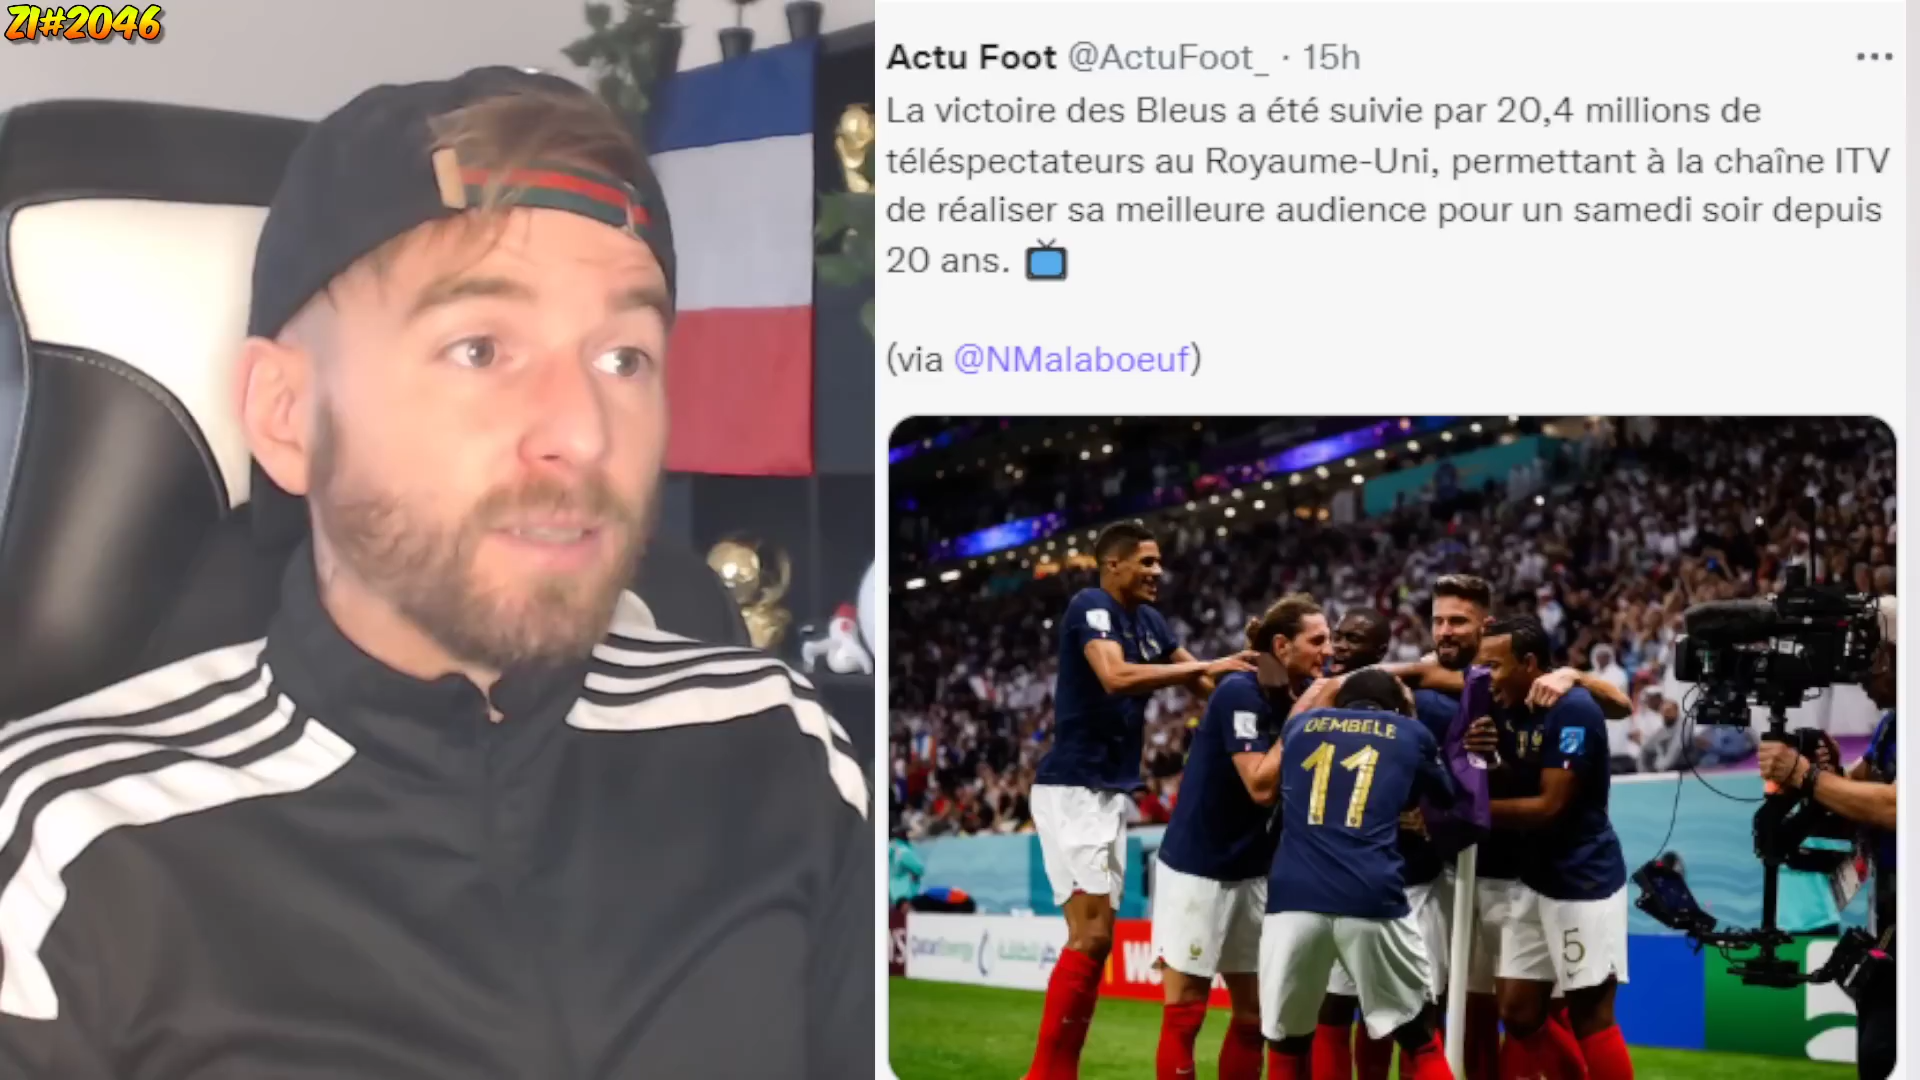 ZI#2046
Actu Foot @ActuFoot_ · 15h
La victoire des Bleus a été suivie par 20,4 millions de
téléspectateurs au Royaume-Uni, permettant à la chaîne ITV
de réaliser sa meilleure audience pour un samedi soir depuis
20 ans.
(via @NMalaboeuf)
DEMBELE
11
5
QatarEnergy